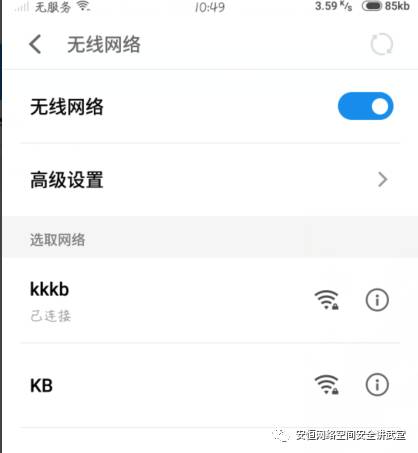 无服务 10:49 3.59 K/s 85kb
无线网络
无线网络
高级设置
选取网络
kkkb
已连接
KB
安恒网络空间安全讲武堂